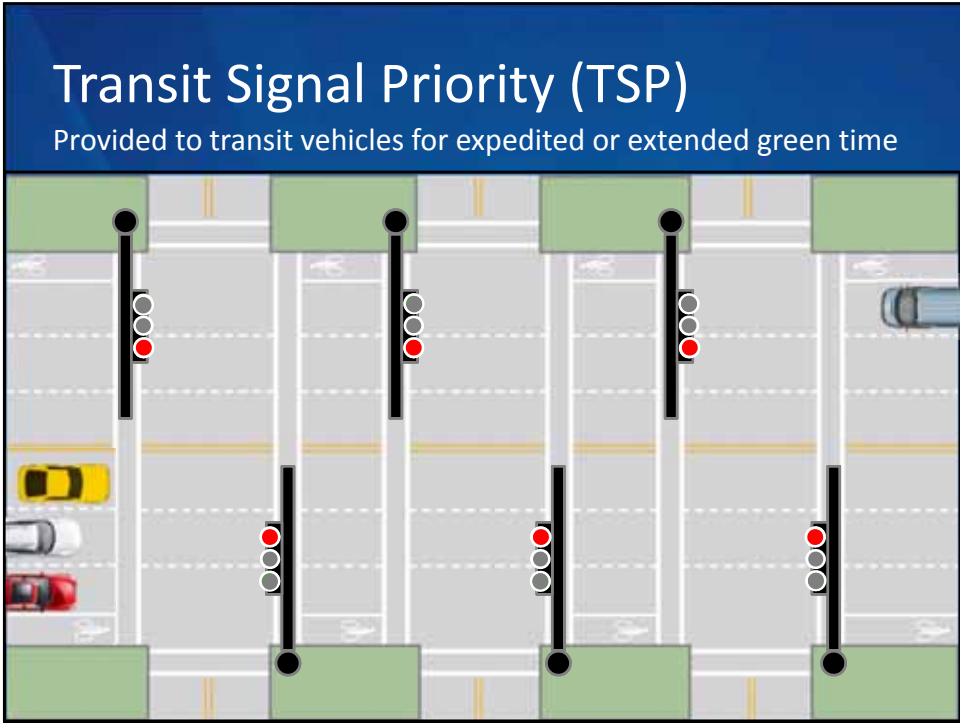 Transit Signal Priority (TSP)
Provided to transit vehicles for expedited or extended green time